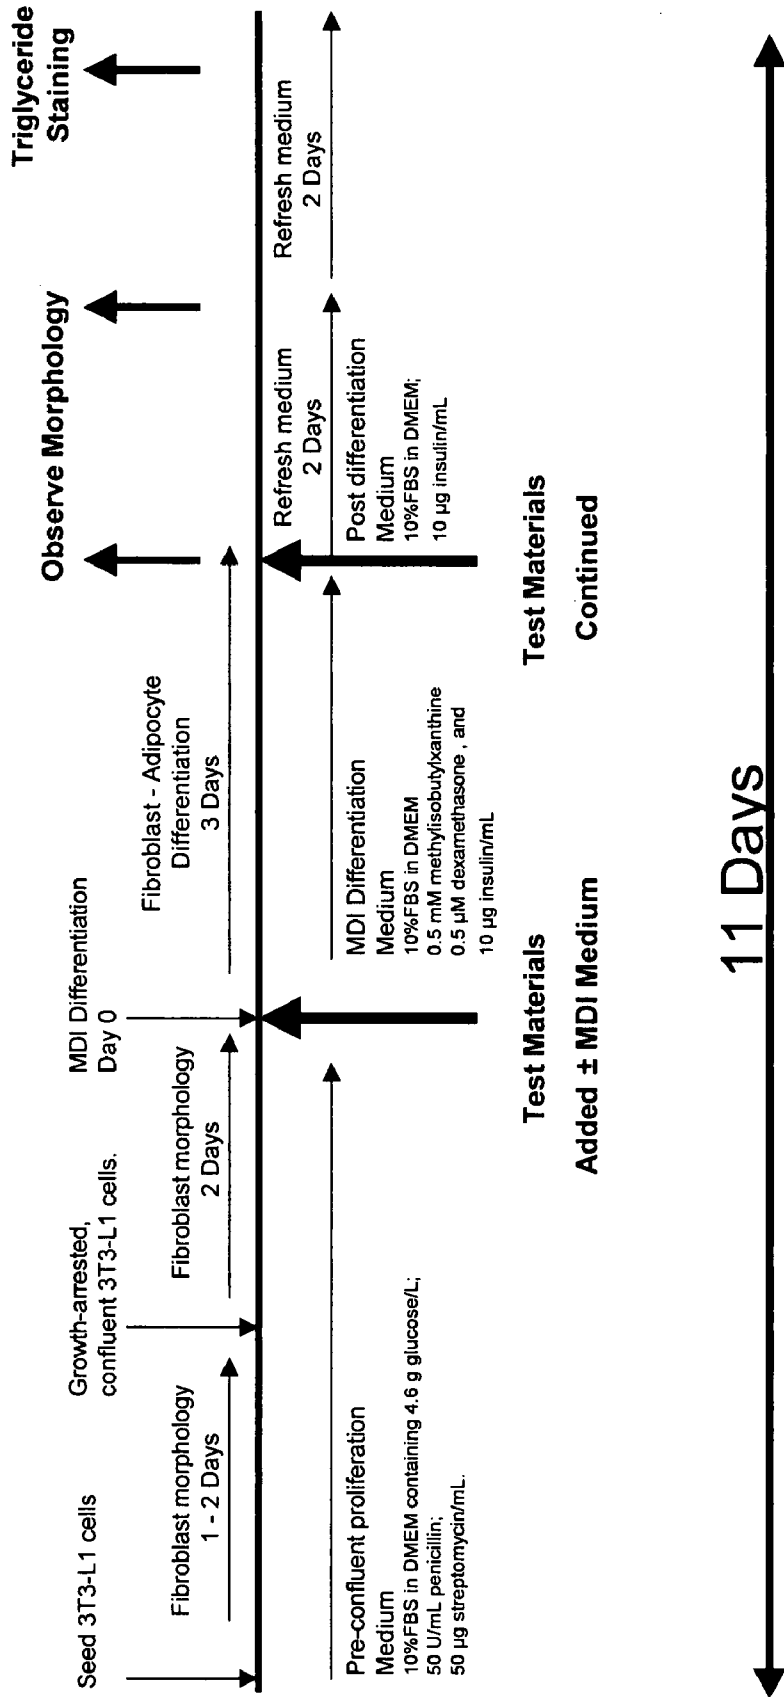 Seed 3T3-L1 cells
Growth-arrested,
confluent 3T3-L1 cells.
MDI Differentiation
Day 0
Observe Morphology
Triglyceride
Staining
Fibroblast morphology
1 - 2 Days
Fibroblast morphology
2 Days
Fibroblast - Adipocyte
Differentiation
3 Days
Refresh medium
2 Days
Refresh medium
2 Days
Pre-confluent proliferation
Medium
10%FBS in DMEM containing 4.6 g glucose/L;
50 U/mL penicillin;
50 µg streptomycin/mL.
MDI Differentiation
Medium
10%FBS in DMEM
0.5 mM methylisobutylxanthine
0.5 µM dexamethasone , and
10 µg insulin/mL
Post differentiation
Medium
10%FBS in DMEM;
10 µg insulin/mL
Test Materials
Added ± MDI Medium
Test Materials
Continued
11 Days